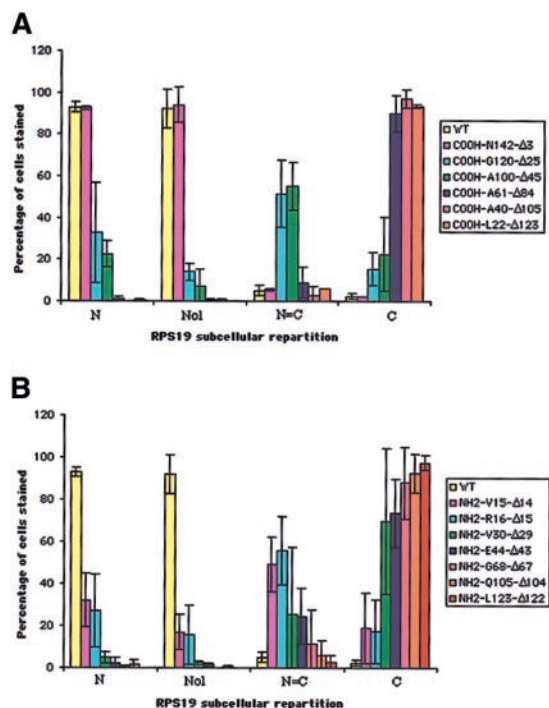 A
Percentage of cells stained
120
100
80
60
40
20
0
N
Nol
N=C
C
RPS19 subcellular repartition
WT
COOH-N142-Δ3
COOH-G120-Δ25
COOH-A100-Δ45
COOH-A61-Δ84
COOH-A40-Δ105
COOH-L22-Δ123
B
Percentage of cells stained
120
100
80
60
40
20
0
N
Nol
N=C
C
RPS19 subcellular repartition
WT
NH2-V15-Δ14
NH2-R16-Δ15
NH2-V30-Δ29
NH2-E44-Δ43
NH2-G68-Δ67
NH2-Q105-Δ104
NH2-L123-Δ122